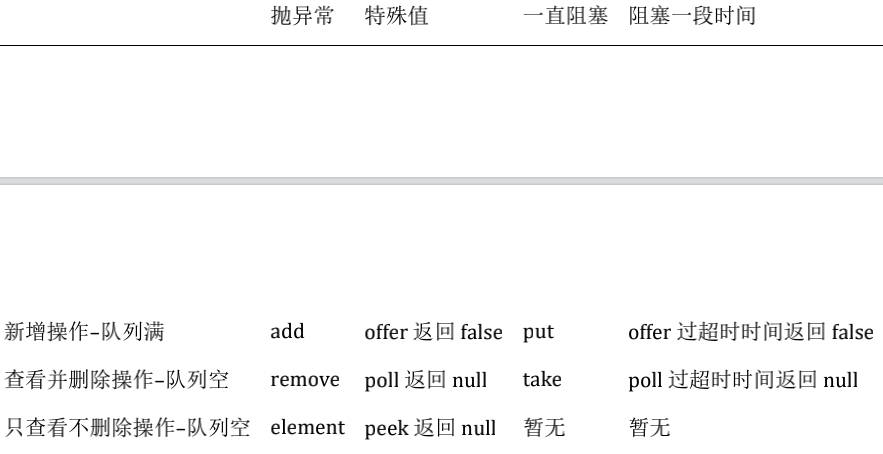 抛异常 特殊值 一直阻塞 阻塞一段时间
新增操作–队列满 add offer 返回 false put offer 过超时时间返回 false
查看并删除操作–队列空 remove poll 返回 null take poll 过超时时间返回 null
只查看不删除操作–队列空 element peek 返回 null 暂无 暂无